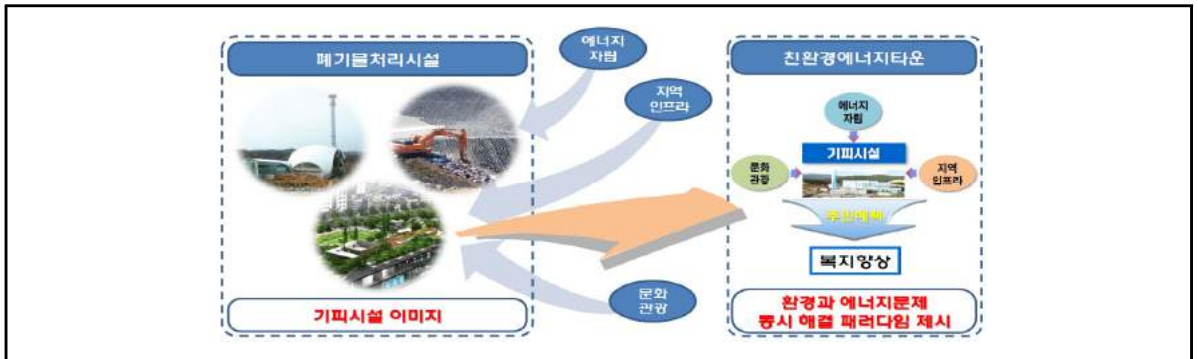 폐기물처리시설
기피시설 이미지
에너지
자립
지역
인프라
문화
관광
친환경에너지타운
에너지
자립
기피시설
문화
관광
지역
인프라
주민혜택
복지향상
환경과 에너지문제
동시 해결 패러다임 제시